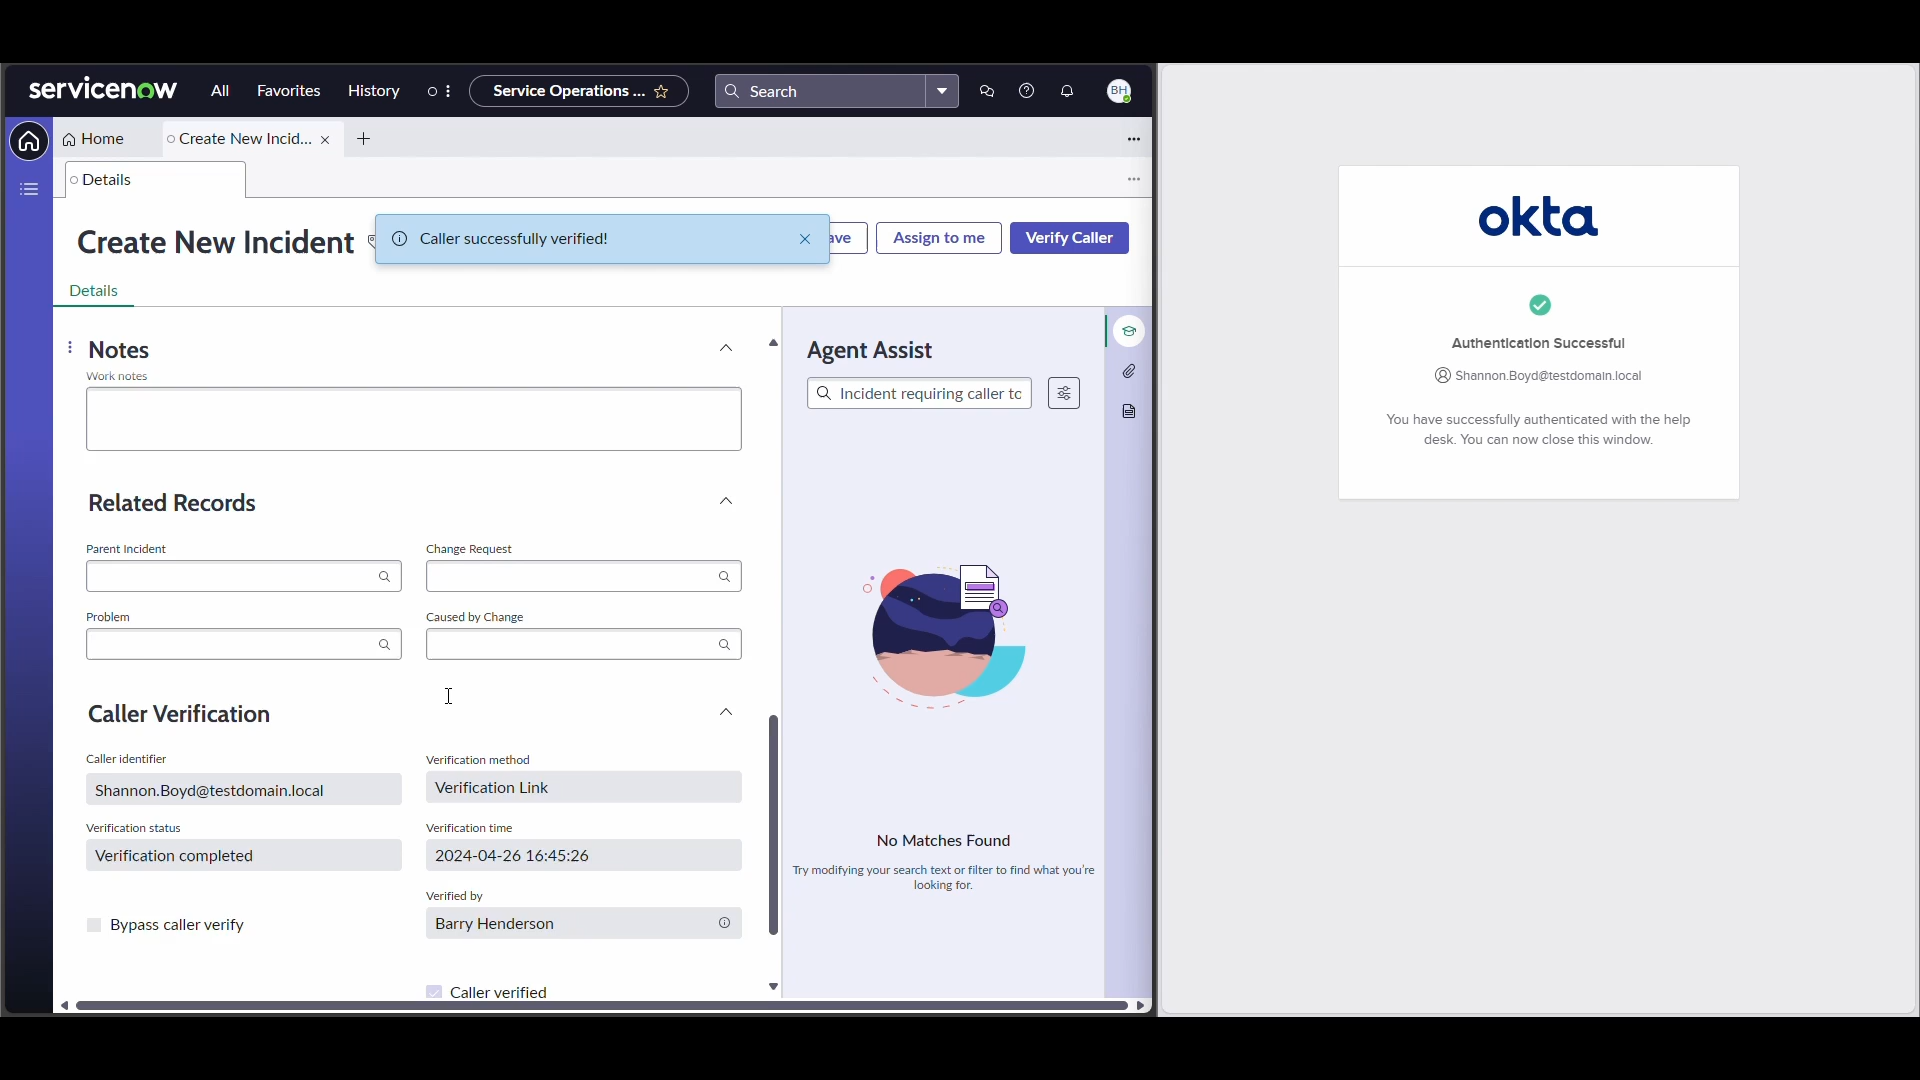 servicenow
All
Favorites
History
Service Operations ...
Search
BH
Home
Create New Incid...
Details
Create New Incident
Caller successfully verified!
ave
Assign to me
Verify Caller
Details
Notes
Work notes
Related Records
Parent Incident
Change Request
Problem
Caused by Change
Caller Verification
Caller identifier
Verification method
Shannon.Boyd@testdomain.local
Verification Link
Verification status
Verification time
Verification completed
2024-04-26 16:45:26
Verified by
Bypass caller verify
Barry Henderson
Caller verified
Agent Assist
Incident requiring caller to
No Matches Found
Try modifying your search text or filter to find what you're
looking for.
okta
Authentication Successful
Shannon.Boyd@testdomain.local
You have successfully authenticated with the help
desk. You can now close this window.